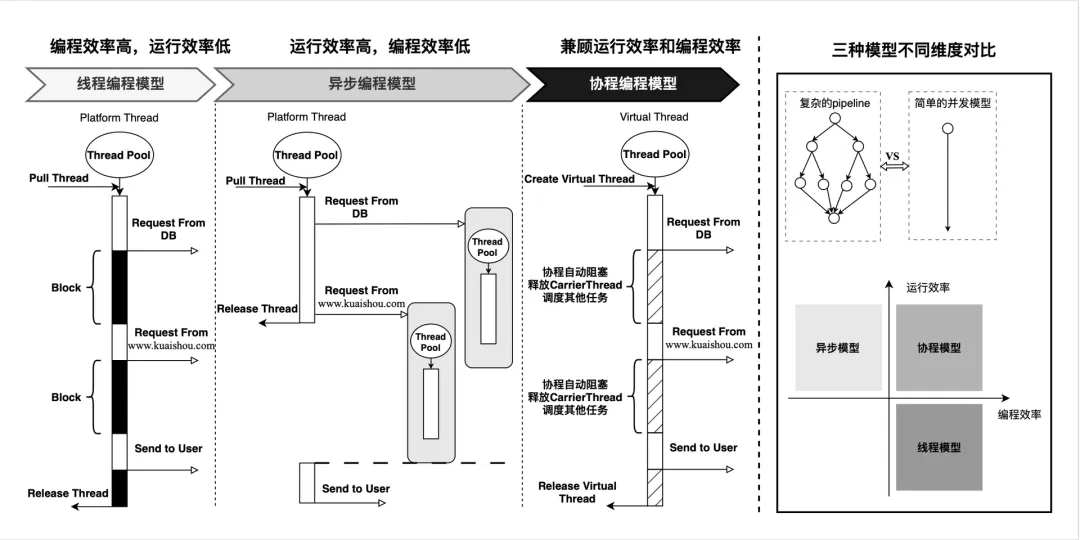 编程效率高，运行效率低
线程编程模型
Platform Thread
Thread Pool
Pull Thread
Request From
DB
Block
Request From
www.kuaishou.com
Block
Send to User
Release Thread
运行效率高，编程效率低
异步编程模型
Platform Thread
Thread Pool
Pull Thread
Request From
DB
Thread
Pool
Request From
www.kuaishou.com
Release Thread
Thread
Pool
Send to User
兼顾运行效率和编程效率
协程编程模型
Virtual Thread
Thread Pool
Create Virtual Thread
Request From
DB
协程自动阻塞
释放CarrierThread
调度其他任务
Request From
www.kuaishou.com
协程自动阻塞
释放CarrierThread
调度其他任务
Send to User
Release Virtual
Thread
三种模型不同维度对比
复杂的pipeline
VS
简单的并发模型
运行效率
异步模型
协程模型
编程效率
线程模型